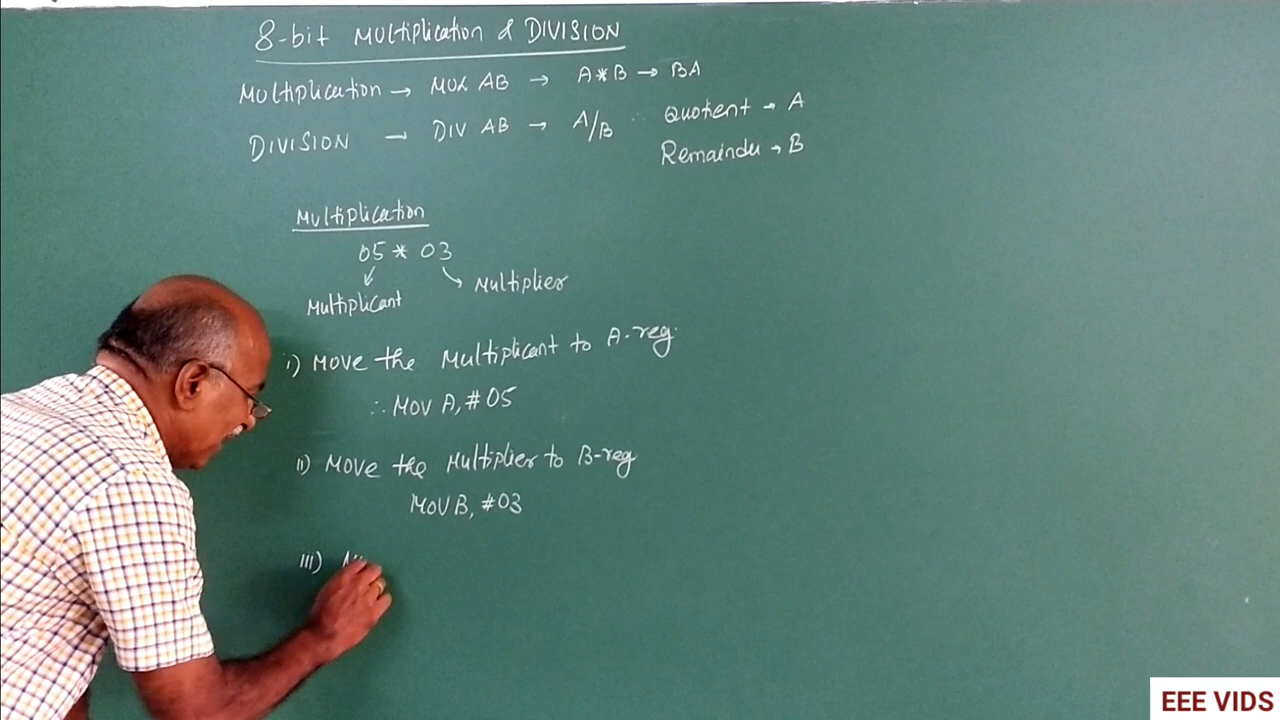 8-bit Multiplication & DIVISION
Multiplication → MUL AB → A*B → BA
DIVISION → DIV AB → A/B ∴ Quotient → A
Remainder → B
Multiplication
05 * 03
Multiplicant
Multiplier
i) Move the Multiplicant to A-reg.
∴ MOV A, #05
ii) Move the Multiplier to B-reg
MOV B, #03
iii)
EEE VIDS